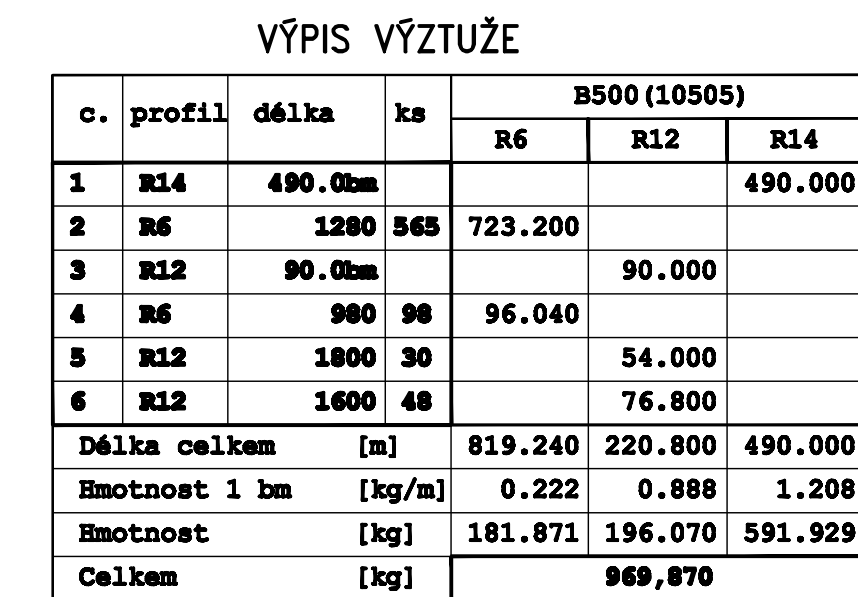 VÝPIS VÝZTUŽE
c. profil délka ks B500(10505)
R6 R12 R14
1 R14 490.0bm 490.000
2 R6 1280 565 723.200
3 R12 90.0bm 90.000
4 R6 980 98 96.040
5 R12 1800 30 54.000
6 R12 1600 48 76.800
Délka celkem [m] 819.240 220.800 490.000
Hmotnost 1 bm [kg/m] 0.222 0.888 1.208
Hmotnost [kg] 181.871 196.070 591.929
Celkem [kg] 969,870